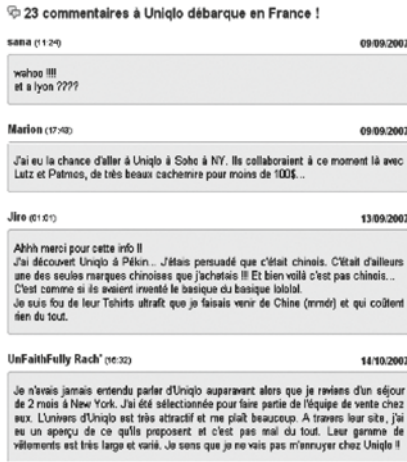 23 commentaires à Uniqlo débarque en France !
sana (11:24) 09/09/2007
wahoo !!!!
et a lyon ????
Marion (17:43) 09/09/2007
J'ai eu la chance d'aller à Uniqlo à Soho à NY. Ils collaboraient à ce moment là avec
Lutz et Patmos, de très beaux cachemire pour moins de 100$...
Jiro (01:01) 13/09/2007
Ahhh merci pour cette info !!
J'ai découvert Uniqlo à Pékin... J'étais persuadé que c'était chinois. C'était d'ailleurs
une des seules marques chinoises que j'achetais !!! Et bien voilà c'est pas chinois...
C'est comme si ils avaient inventé le basique du basique lololol.
Je suis fou de leur Tshirts ultrafit que je faisais venir de Chine (mmdr) et qui coûtent
rien du tout.
UnFaithFully Rach' (16:32) 14/10/2007
Je n'avais jamais entendu parler d'Uniqlo auparavant alors que je reviens d'un séjour
de 2 mois à New York. J'ai été sélectionnée pour faire partie de l'équipe de vente chez
eux. L'univers d'Uniqlo est très attractif et me plaît beaucoup. A travers leur site, j'ai
eu un aperçu de ce qu'ils proposent et c'est pas mal du tout. Leur gamme de
vêtements est très large et varié. Je sens que je ne vais pas m'ennuyer chez Uniqlo !!